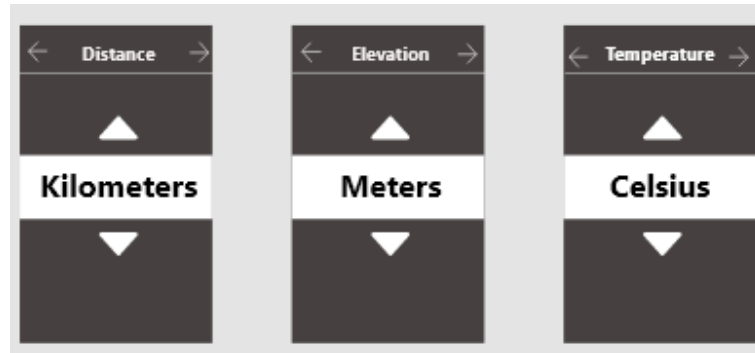 Distance
Kilometers
Elevation
Meters
Temperature
Celsius